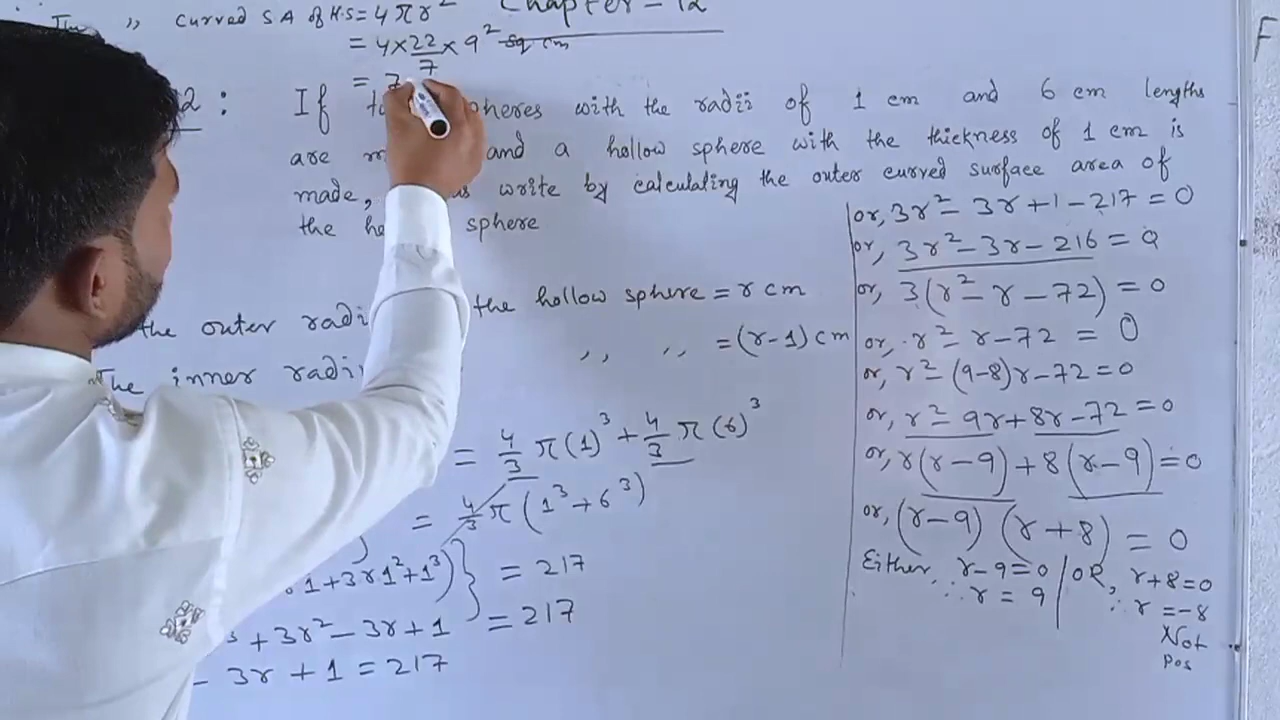 Chapter - 12
The ,, curved S A of H.S = 4πr²
= 4 × 22/7 × 9² sq cm
= 7
2 : If spheres with the radii of 1 cm and 6 cm lengths
are and a hollow sphere with the thickness of 1 cm is
made, us write by calculating the outer curved surface area of
the sphere
the outer radi the hollow sphere = r cm
The inner radi ,, ,, = (r-1) cm
= 4/3 π(1)³ + 4/3 π(6)³
= 4/3 π(1³ + 6³)
1 + 3r1² + 1³)} = 217
³ + 3r² - 3r + 1 = 217
- 3r + 1 = 217
or, 3r² - 3r + 1 - 217 = 0
or, 3r² - 3r - 216 = 0
or, 3(r² - r - 72) = 0
or, r² - r - 72 = 0
or, r² - (9-8)r - 72 = 0
or, r² - 9r + 8r - 72 = 0
or, r(r-9) + 8(r-9) = 0
or, (r-9) (r+8) = 0
Either, r-9=0 / OR, r+8=0
∴ r = 9 ∴ r = -8
Not
Pos
F